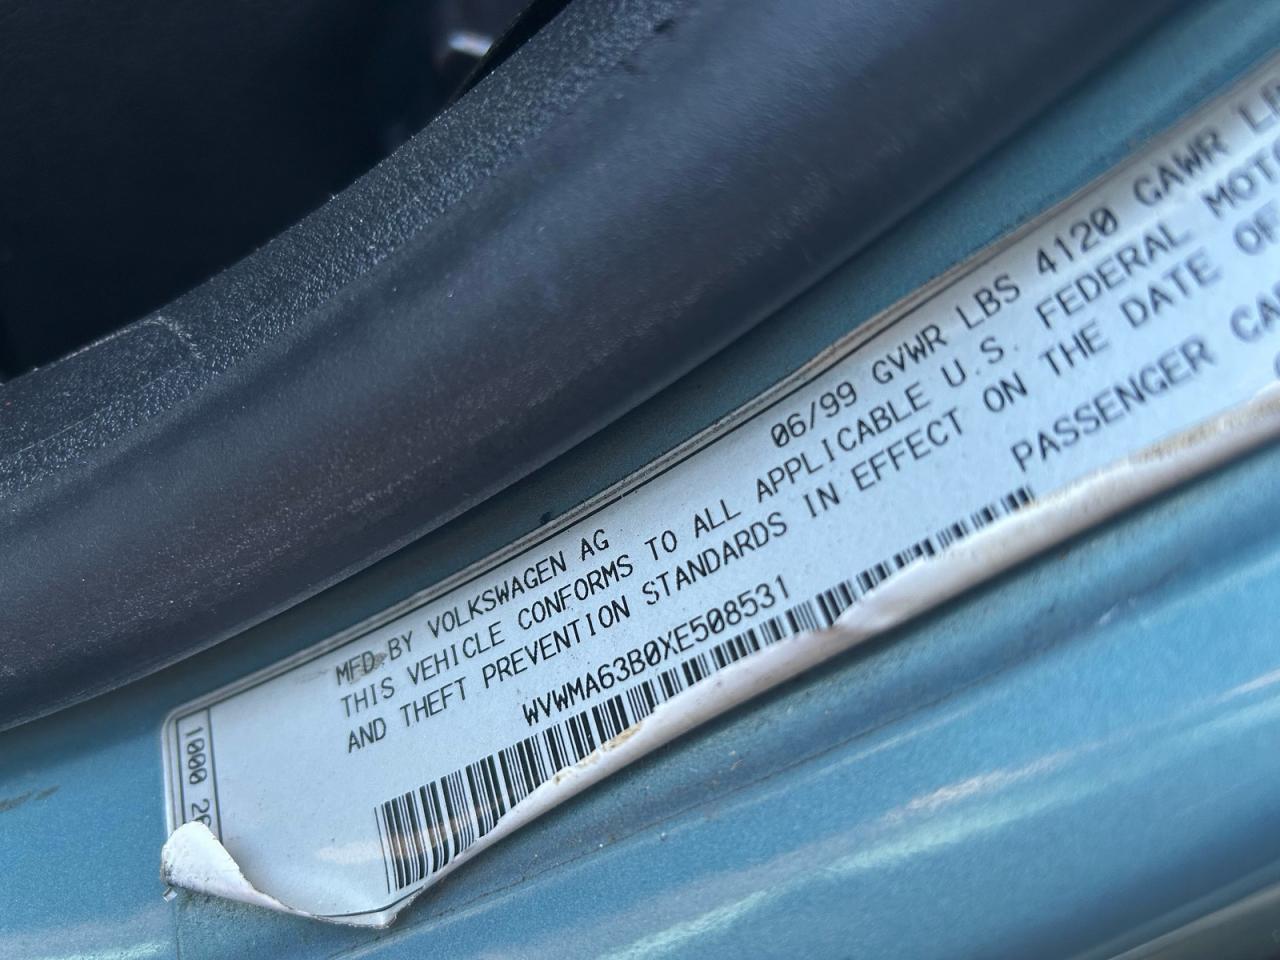 MFD.BY VOLKSWAGEN AG 06/99 GVWR LBS 4120 GAWR
THIS VEHICLE CONFORMS TO ALL APPLICABLE U.S. FEDERAL
AND THEFT PREVENTION STANDARDS IN EFFECT ON THE DATE OF
WVWMA63B0XE508531 PASSENGER
1000